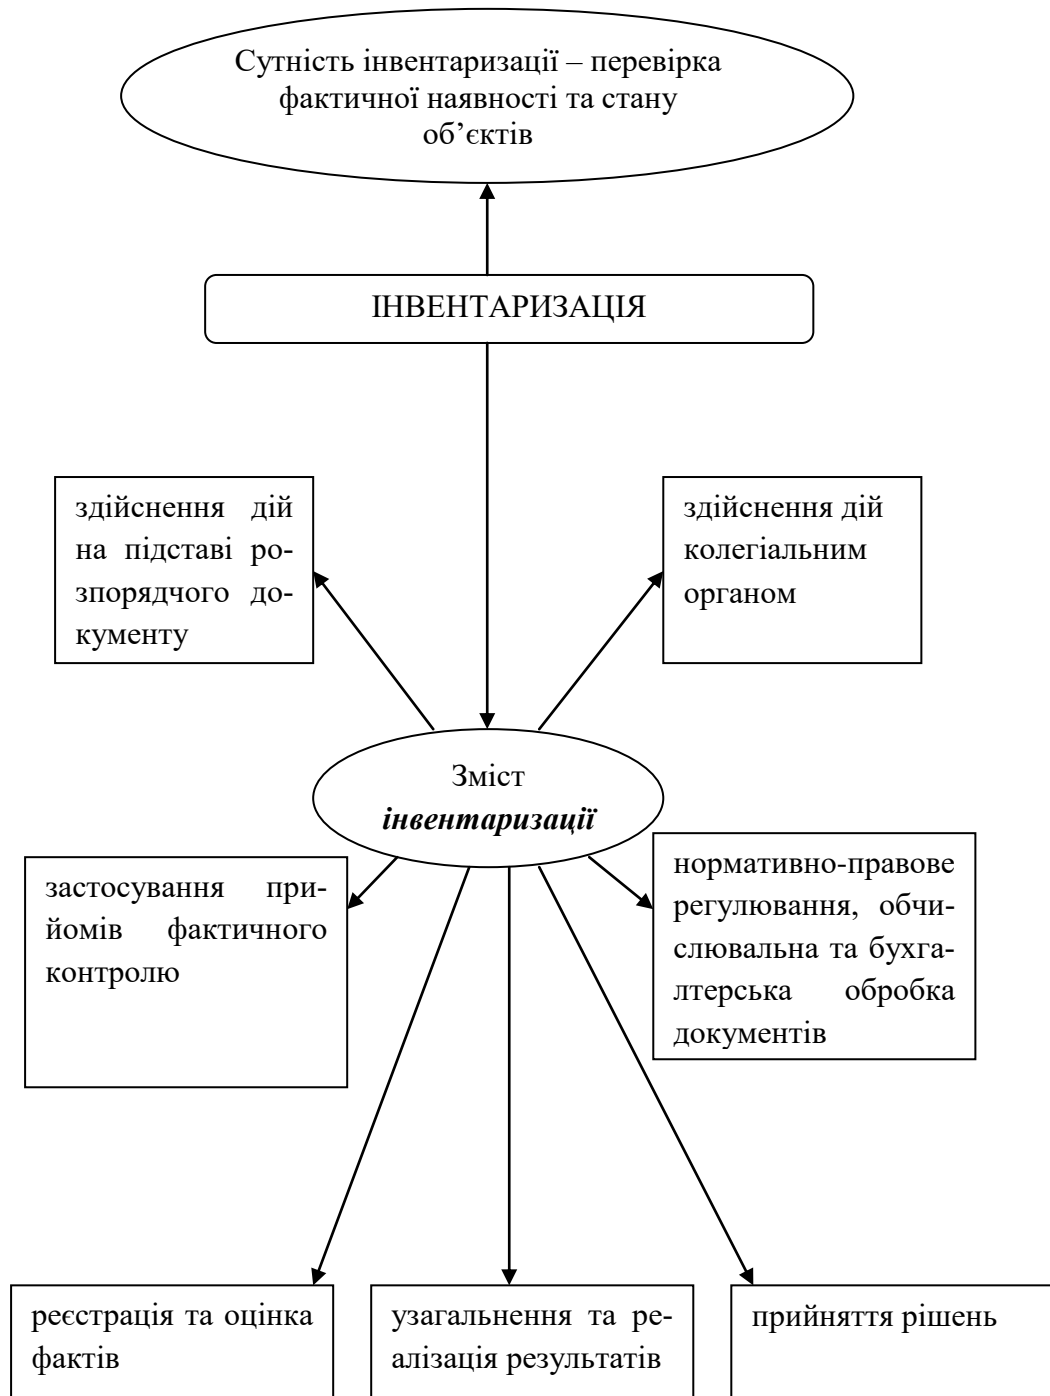 Сутність інвентаризації – перевірка
фактичної наявності та стану
об’єктів
ІНВЕНТАРИЗАЦІЯ
здійснення дій
на підставі ро-
зпорядчого до-
кументу
здійснення дій
колегіальним
органом
Зміст
інвентаризації
застосування при-
йомів фактичного
контролю
нормативно-правове
регулювання, обчи-
слювальна та бухга-
лтерська обробка
документів
реєстрація та оцінка
фактів
узагальнення та ре-
алізація результатів
прийняття рішень